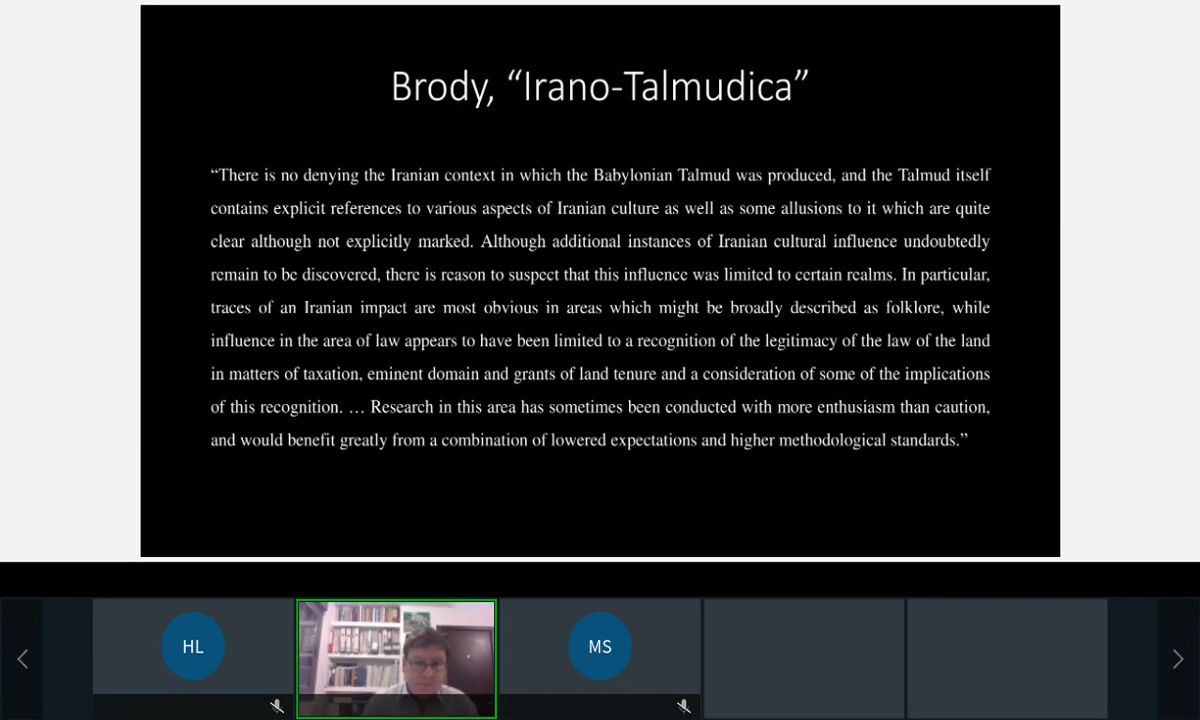 Brody, “Irano-Talmudica”
“There is no denying the Iranian context in which the Babylonian Talmud was produced, and the Talmud itself
contains explicit references to various aspects of Iranian culture as well as some allusions to it which are quite
clear although not explicitly marked. Although additional instances of Iranian cultural influence undoubtedly
remain to be discovered, there is reason to suspect that this influence was limited to certain realms. In particular,
traces of an Iranian impact are most obvious in areas which might be broadly described as folklore, while
influence in the area of law appears to have been limited to a recognition of the legitimacy of the law of the land
in matters of taxation, eminent domain and grants of land tenure and a consideration of some of the implications
of this recognition. … Research in this area has sometimes been conducted with more enthusiasm than caution,
and would benefit greatly from a combination of lowered expectations and higher methodological standards.”
HL
MS